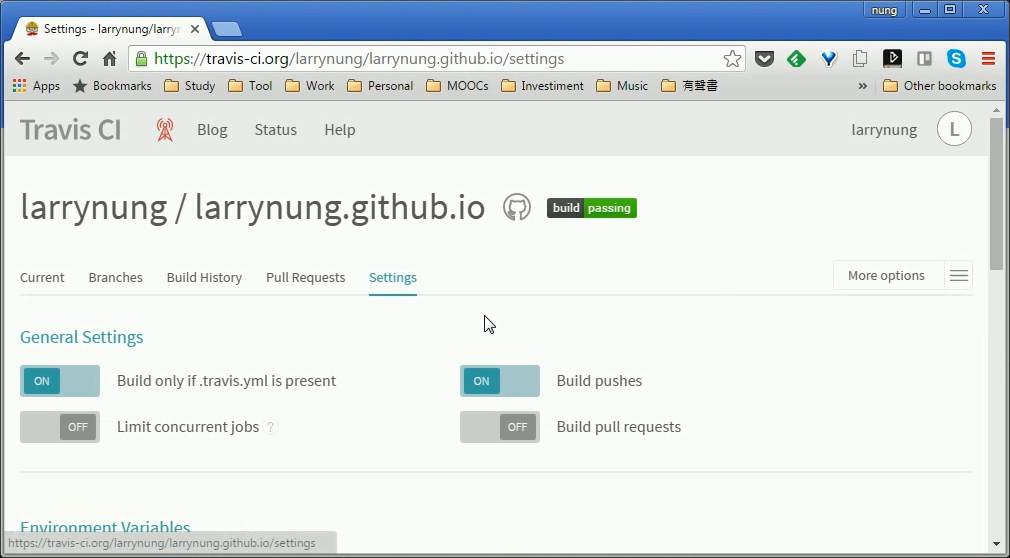 nung
Settings - larrynung/larryn
https://travis-ci.org/larrynung/larrynung.github.io/settings
Apps Bookmarks Study Tool Work Personal MOOCs Investment Music 有聲書 » Other bookmarks
Travis CI Blog Status Help larrynung L
larrynung / larrynung.github.io build passing
Current Branches Build History Pull Requests Settings More options
General Settings
ON Build only if .travis.yml is present ON Build pushes
OFF Limit concurrent jobs ? OFF Build pull requests
Environment Variables
https://travis-ci.org/larrynung/larrynung.github.io/settings